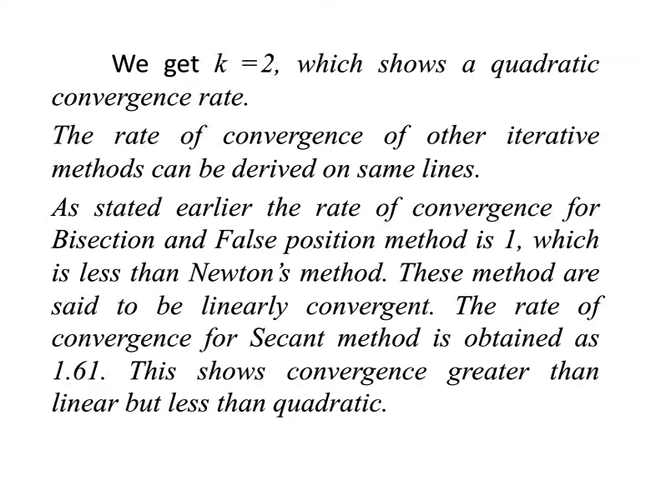 We get k =2, which shows a quadratic
convergence rate.
The rate of convergence of other iterative
methods can be derived on same lines.
As stated earlier the rate of convergence for
Bisection and False position method is 1, which
is less than Newton’s method. These method are
said to be linearly convergent. The rate of
convergence for Secant method is obtained as
1.61. This shows convergence greater than
linear but less than quadratic.